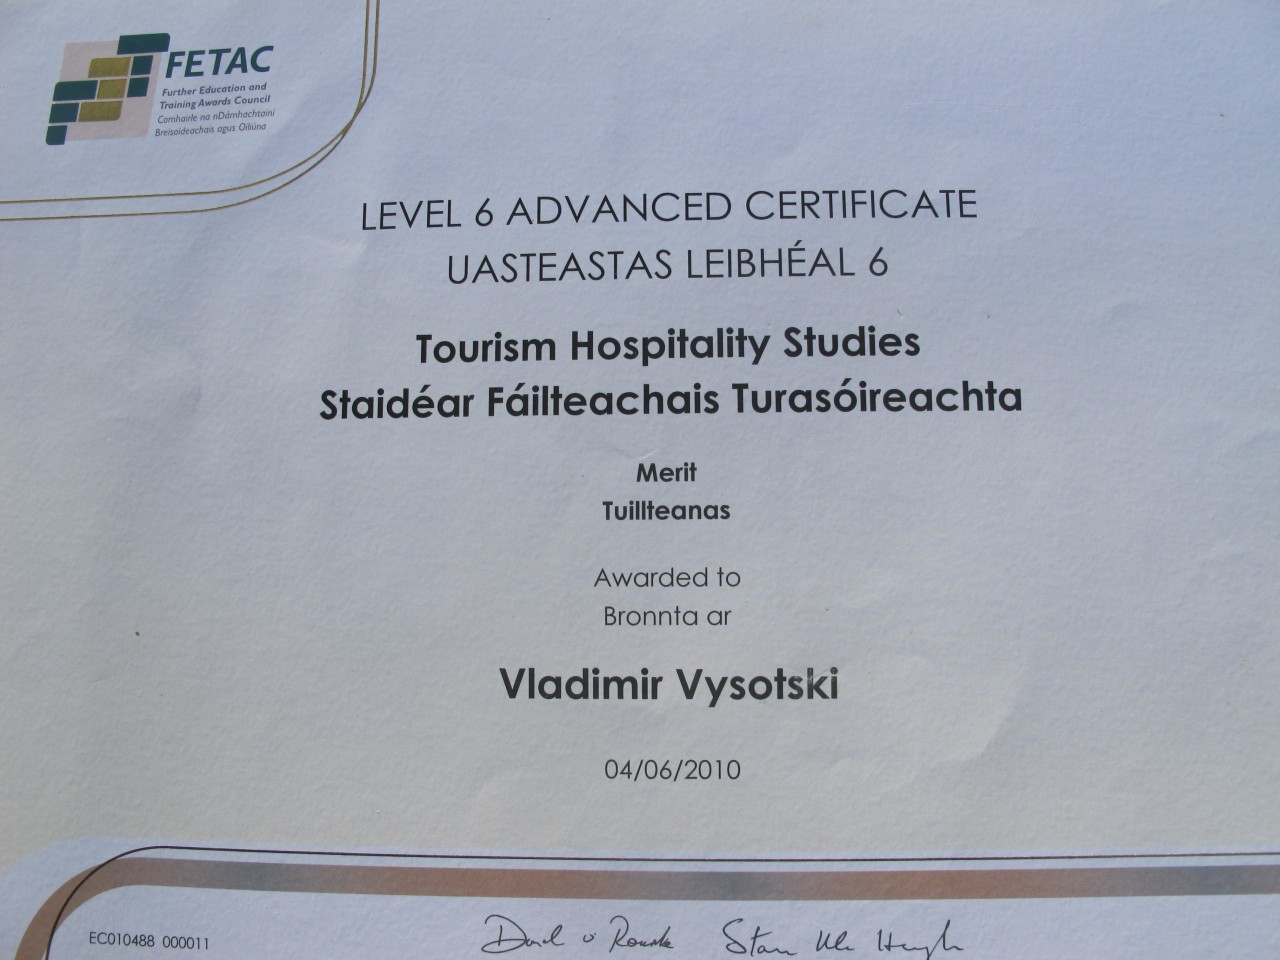 FETAC
Further Education and
Training Awards Council
Comhairle na nDámhachtainí
Breisoideachais agus Oiliúna
LEVEL 6 ADVANCED CERTIFICATE
UASTEASTAS LEIBHÉAL 6
Tourism Hospitality Studies
Staidéar Fáilteachais Turasóireachta
Merit
Tuillteanas
Awarded to
Bronnta ar
Vladimir Vysotski
04/06/2010
EC010488 000011